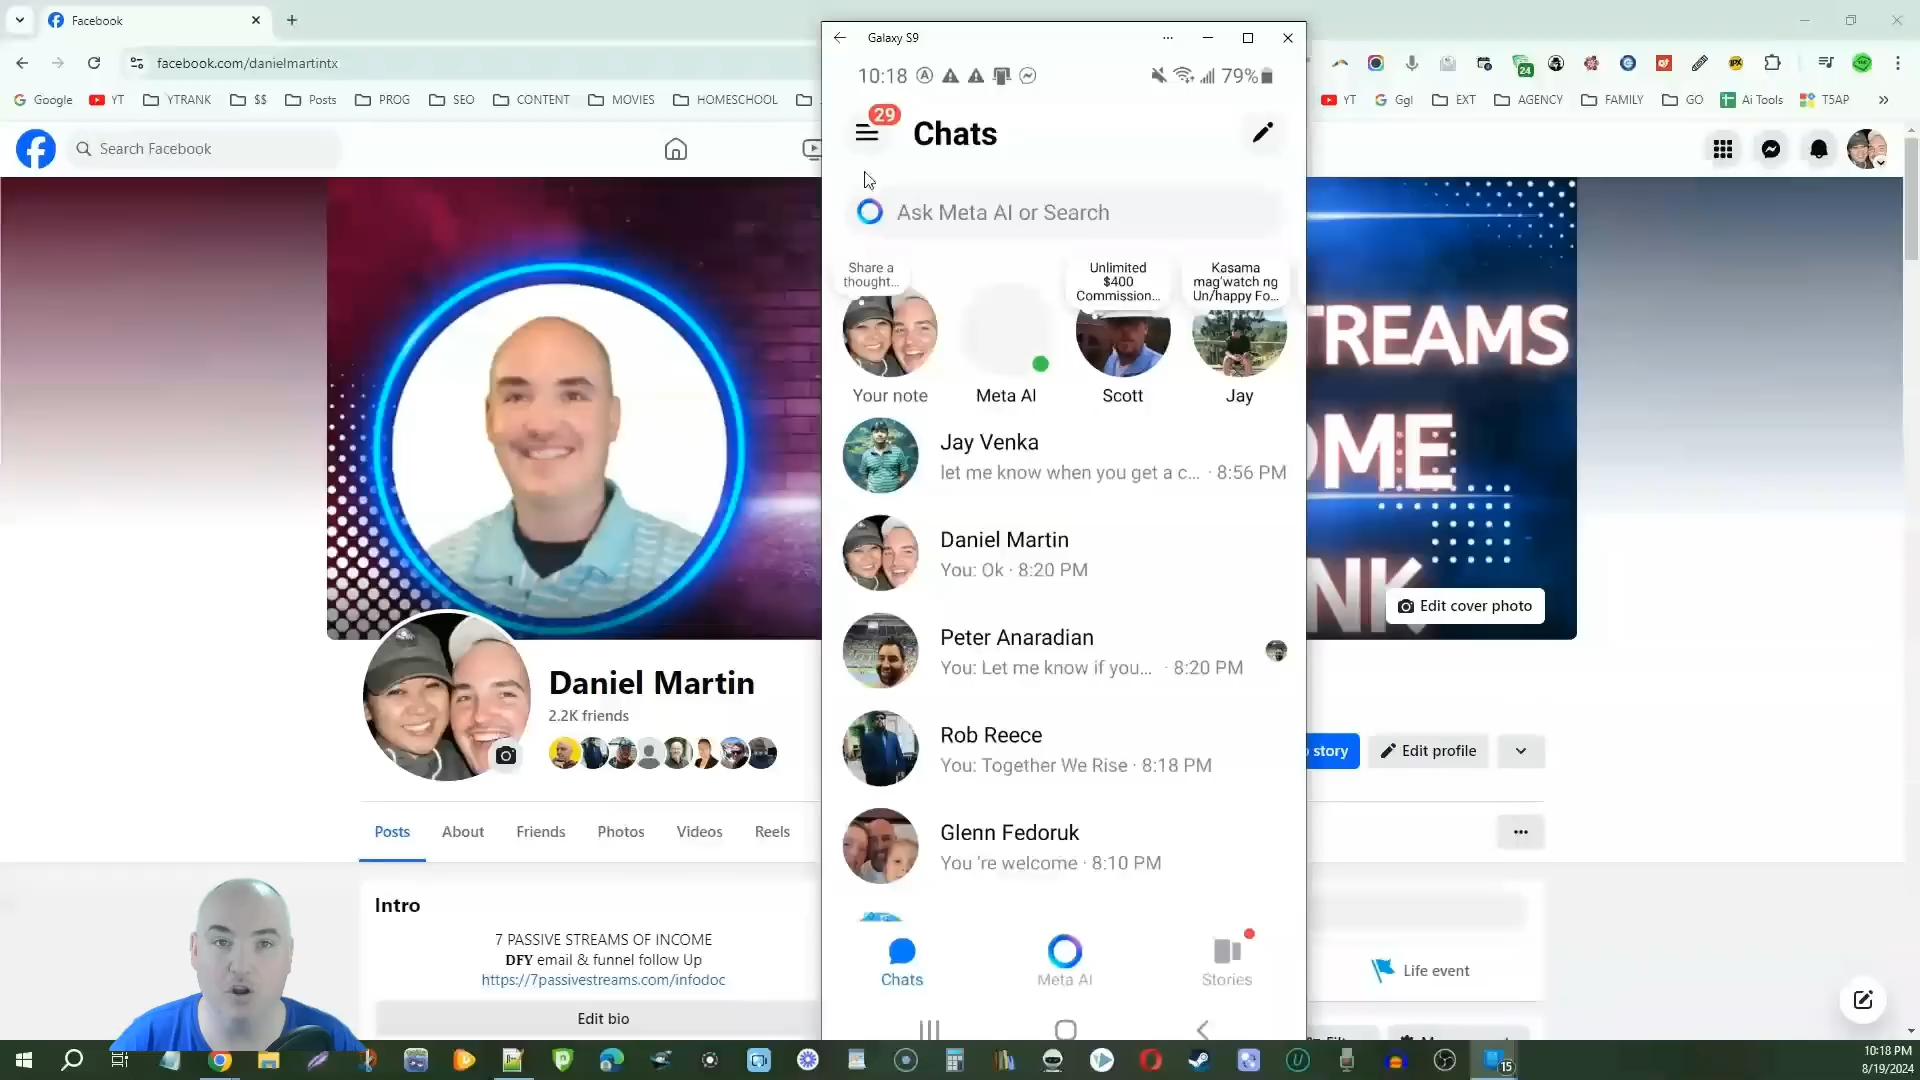 Facebook
facebook.com/danielmartintx
Google
YT
YTRANK
$$
Posts
PROG
SEO
CONTENT
MOVIES
HOMESCHOOL
YT
Ggl
EXT
AGENCY
FAMILY
GO
Ai Tools
T5AP
24
Search Facebook
Galaxy S9
10:18
79%
29
Chats
Ask Meta AI or Search
Share a
thought...
Unlimited
$400
Commission...
Kasama
mag'watch ng
Un/happy Fo...
Your note
Meta AI
Scott
Jay
Jay Venka
let me know when you get a c... · 8:56 PM
Daniel Martin
You: Ok · 8:20 PM
Peter Anaradian
You: Let me know if you... · 8:20 PM
Rob Reece
You: Together We Rise · 8:18 PM
Glenn Fedoruk
You 're welcome · 8:10 PM
Chats
Meta AI
Stories
TREAMS
OME
NK
Edit cover photo
Daniel Martin
2.2K friends
story
Edit profile
Posts
About
Friends
Photos
Videos
Reels
Intro
7 PASSIVE STREAMS OF INCOME
DFY email & funnel follow Up
https://7passivestreams.com/infodoc
Edit bio
Life event
15
10:18 PM
8/19/2024